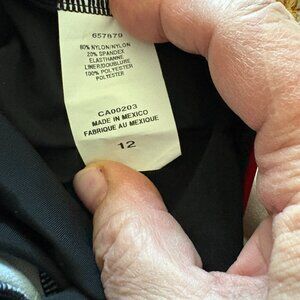 657879
80% NYLON/NYLON
20% SPANDEX
ELASTHANNE
LINER/DOUBLURE
100% POLYESTER
POLYESTER
CA00203
MADE IN MEXICO
FABRIQUE AU MEXIQUE
12